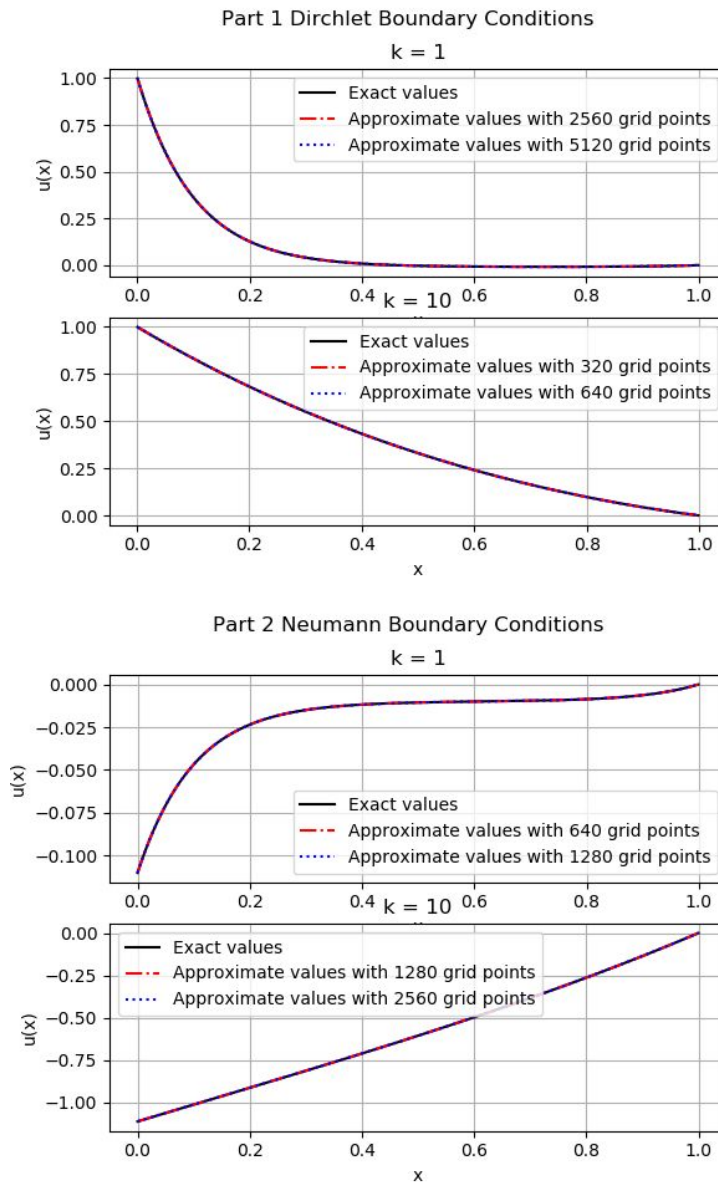 Part 1 Dirchlet Boundary Conditions
k = 1
1.00
0.75
0.50
0.25
0.00
u(x)
Exact values
Approximate values with 2560 grid points
Approximate values with 5120 grid points
0.0 0.2 0.4 0.6 0.8 1.0
k = 10
1.00
0.75
0.50
0.25
0.00
u(x)
Exact values
Approximate values with 320 grid points
Approximate values with 640 grid points
0.0 0.2 0.4 0.6 0.8 1.0
x
Part 2 Neumann Boundary Conditions
k = 1
0.000
−0.025
−0.050
−0.075
−0.100
u(x)
Exact values
Approximate values with 640 grid points
Approximate values with 1280 grid points
0.0 0.2 0.4 0.6 0.8 1.0
k = 10
0.00
−0.25
−0.50
−0.75
−1.00
u(x)
Exact values
Approximate values with 1280 grid points
Approximate values with 2560 grid points
0.0 0.2 0.4 0.6 0.8 1.0
x